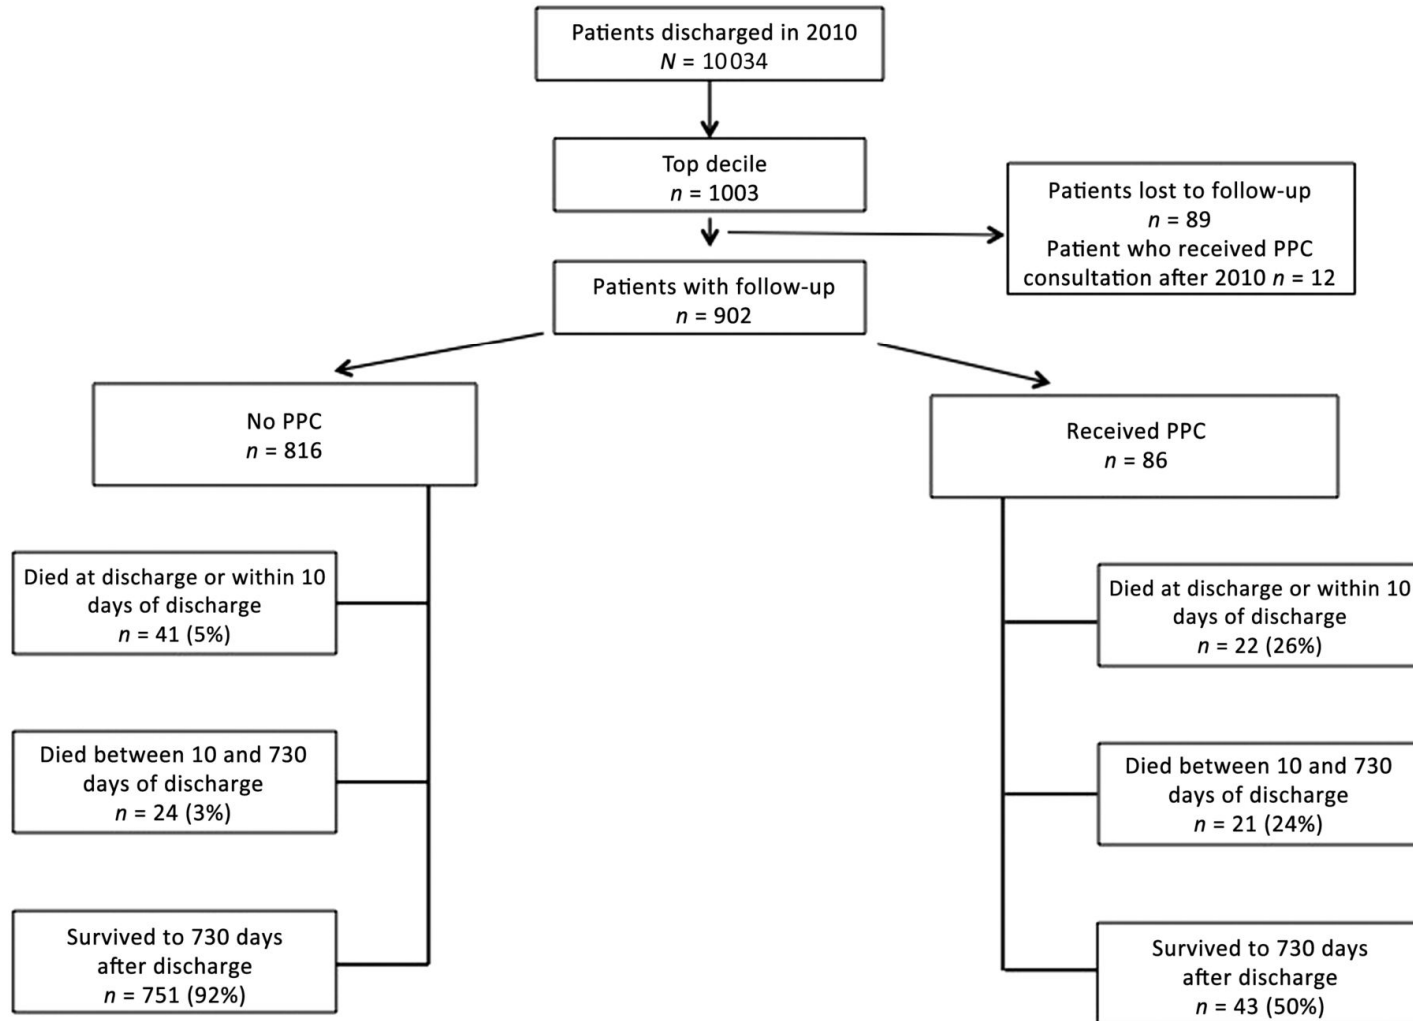 Patients discharged in 2010
N = 10 034
Top decile
n = 1003
Patients lost to follow-up
n = 89
Patient who received PPC
consultation after 2010 n = 12
Patients with follow-up
n = 902
No PPC
n = 816
Received PPC
n = 86
Died at discharge or within 10
days of discharge
n = 41 (5%)
Died at discharge or within 10
days of discharge
n = 22 (26%)
Died between 10 and 730
days of discharge
n = 24 (3%)
Died between 10 and 730
days of discharge
n = 21 (24%)
Survived to 730 days
after discharge
n = 751 (92%)
Survived to 730 days
after discharge
n = 43 (50%)